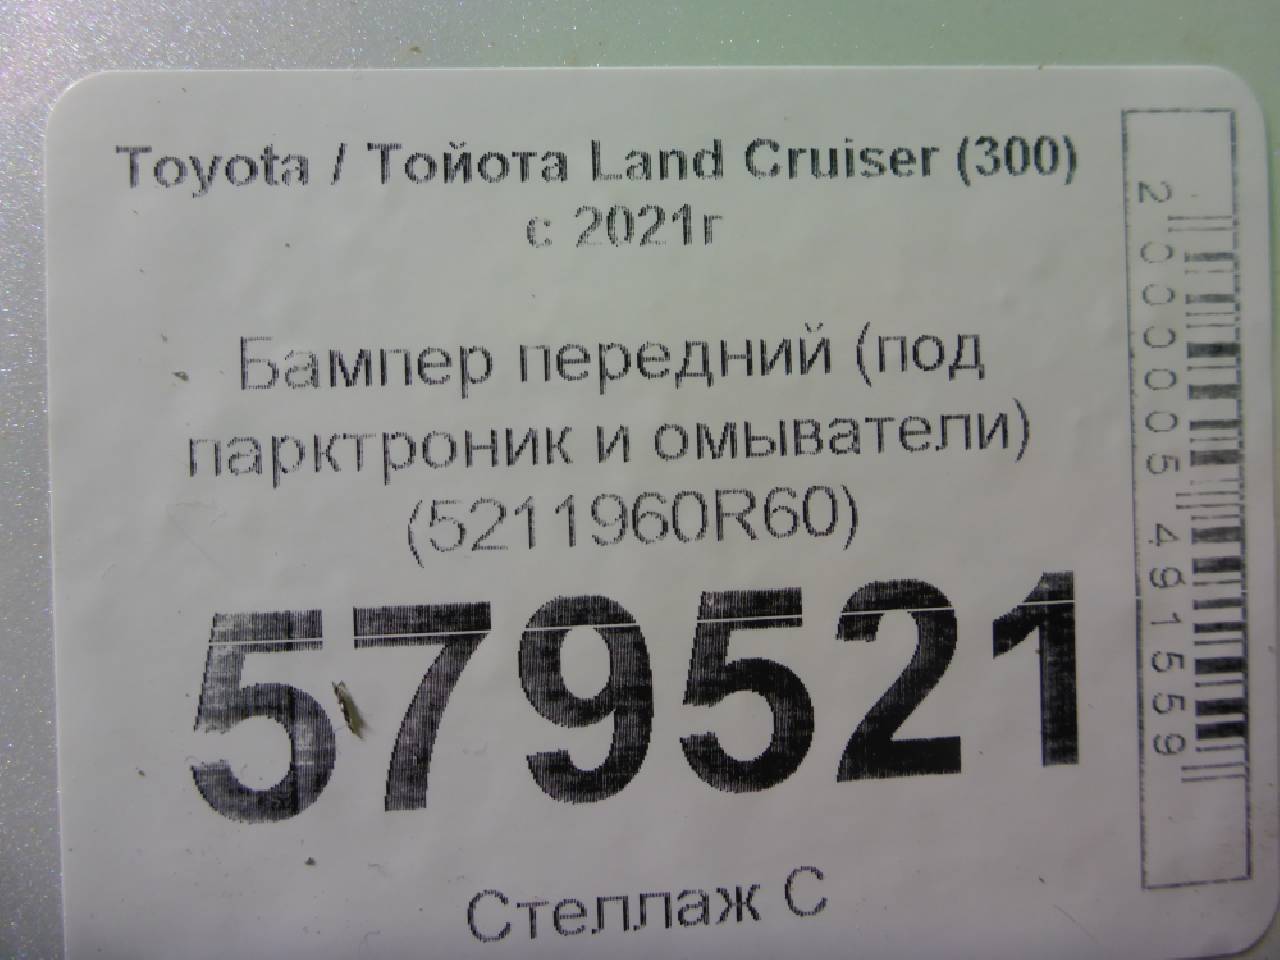 Toyota / Тойота Land Cruiser (300)
с 2021г
Бампер передний (под
парктроник и омыватели)
(5211960R60)
579521
Стеллаж С
2000005491559